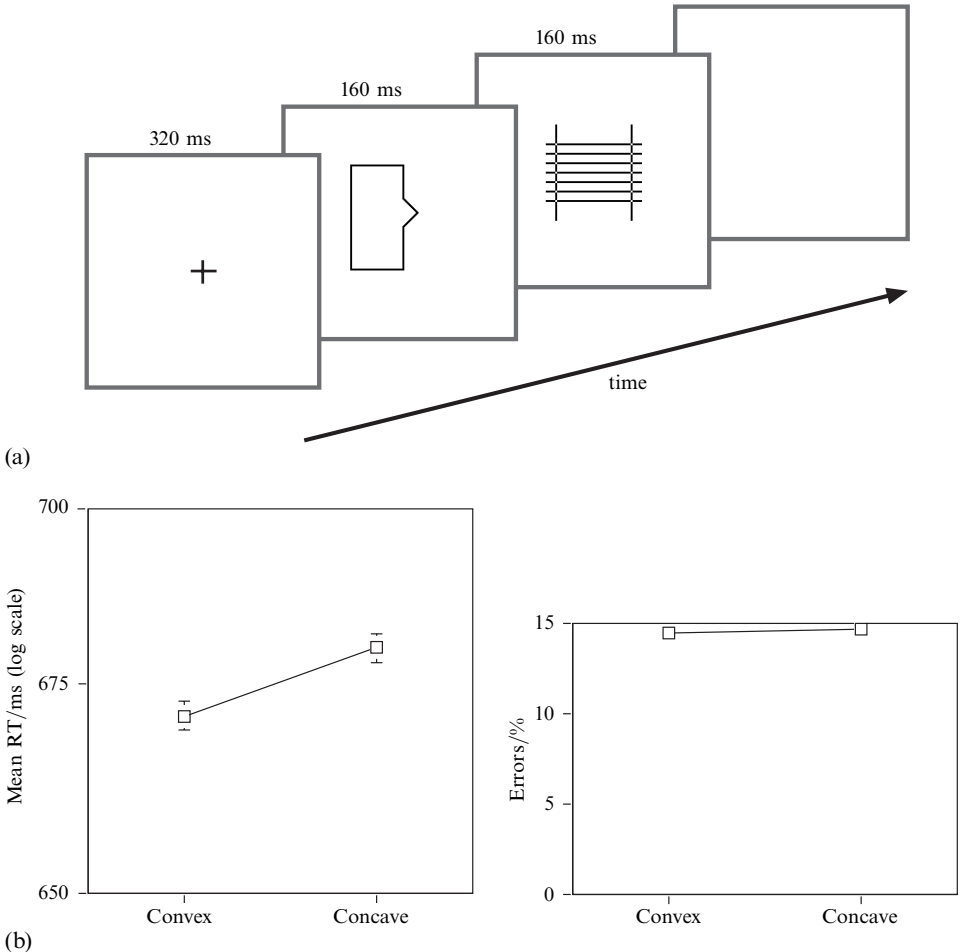 160 ms
160 ms
320 ms
time
(a)
700
675
650
Mean RT/ms (log scale)
Convex Concave
15
10
5
0
Errors/%
Convex Concave
(b)